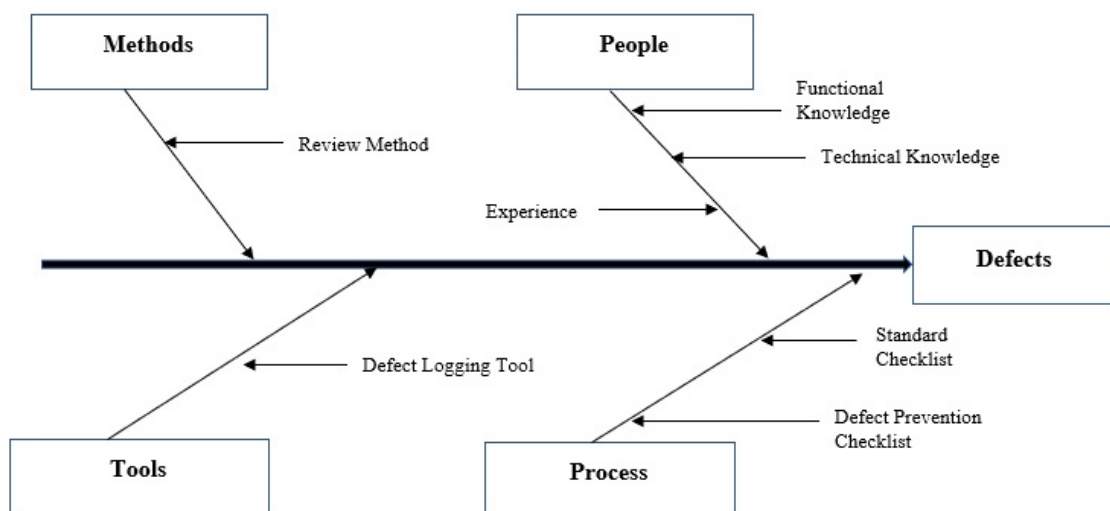 Methods
People
Functional
Knowledge
Review Method
Technical Knowledge
Experience
Defects
Standard
Checklist
Defect Logging Tool
Defect Prevention
Checklist
Tools
Process